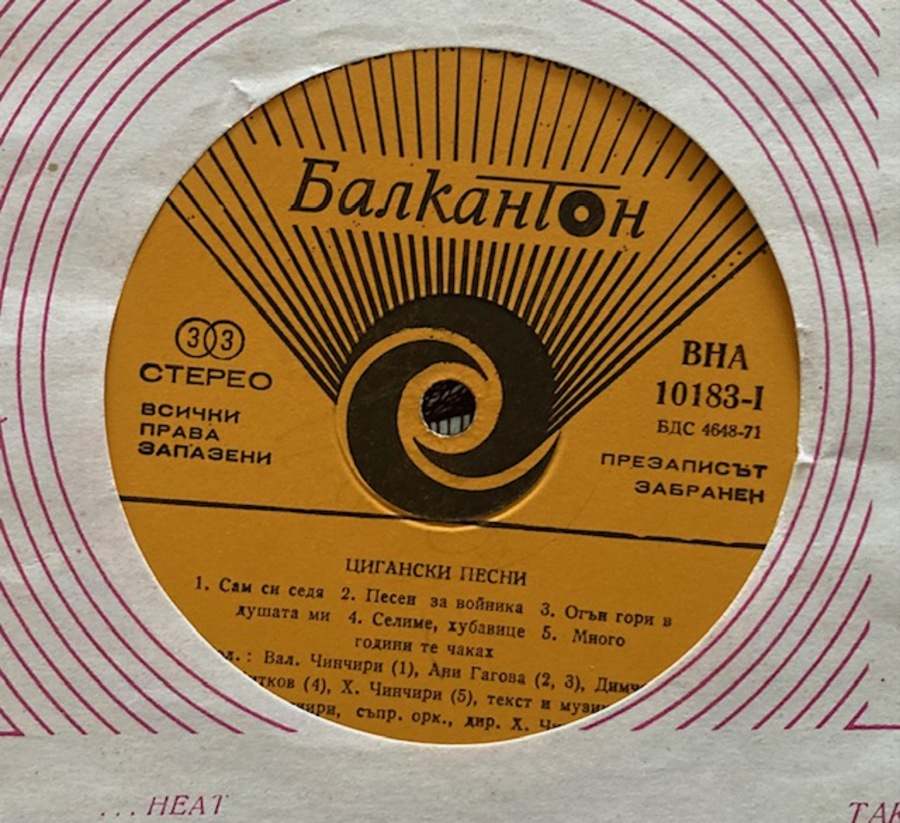 Балкантон
33
СТЕРЕО
ВСИЧКИ
ПРАВА
ЗАПАЗЕНИ
ВНА
10183-I
БДС 4648-71
ПРЕЗАПИСЪТ
ЗАБРАНЕН
ЦИГАНСКИ ПЕСНИ
1. Сам си седя 2. Песен за войника 3. Огън гори в
душата ми 4. Селиме, хубавице 5. Много
години те чаках
Вал. Чинчири (1), Ани Гагова (2, 3),
(4), Х. Чинчири (5), текст и
съпр. орк., дир. Х.
...HEAT